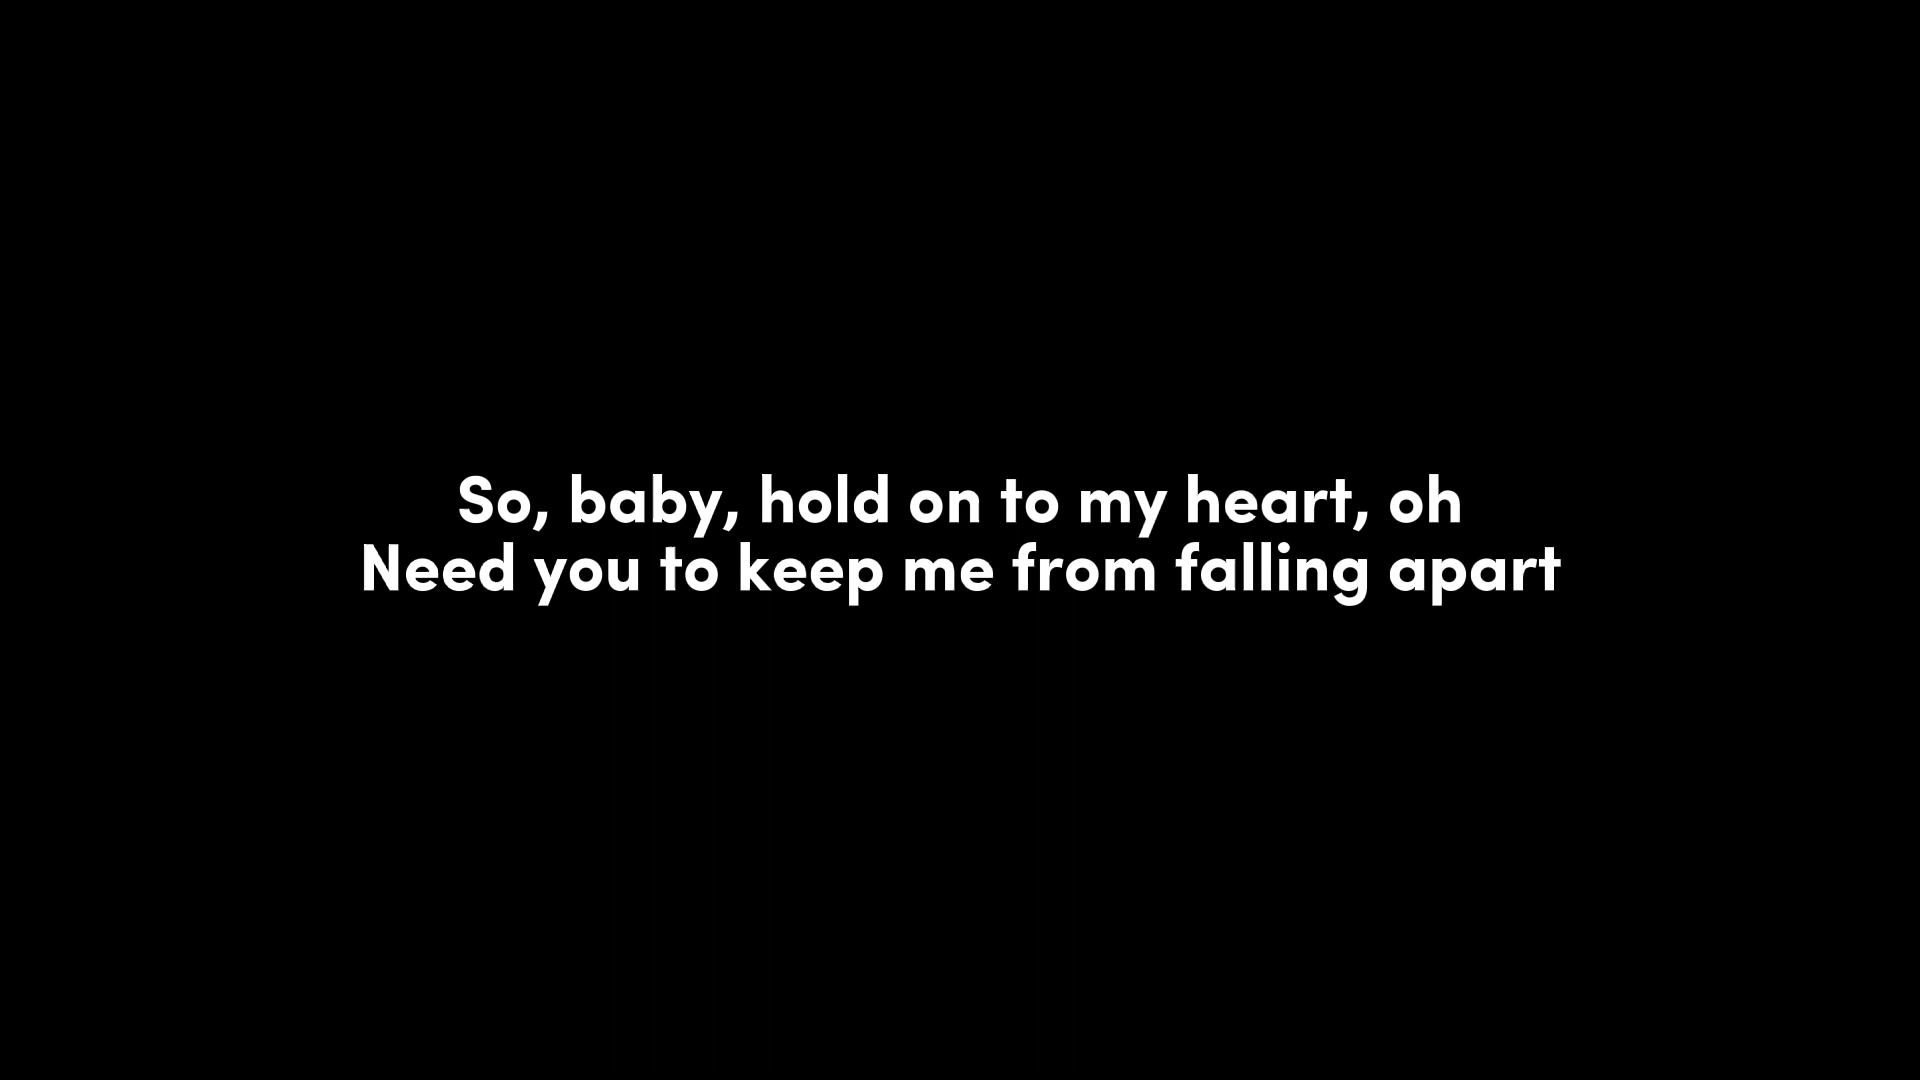 So, baby, hold on to my heart, oh
Need you to keep me from falling apart